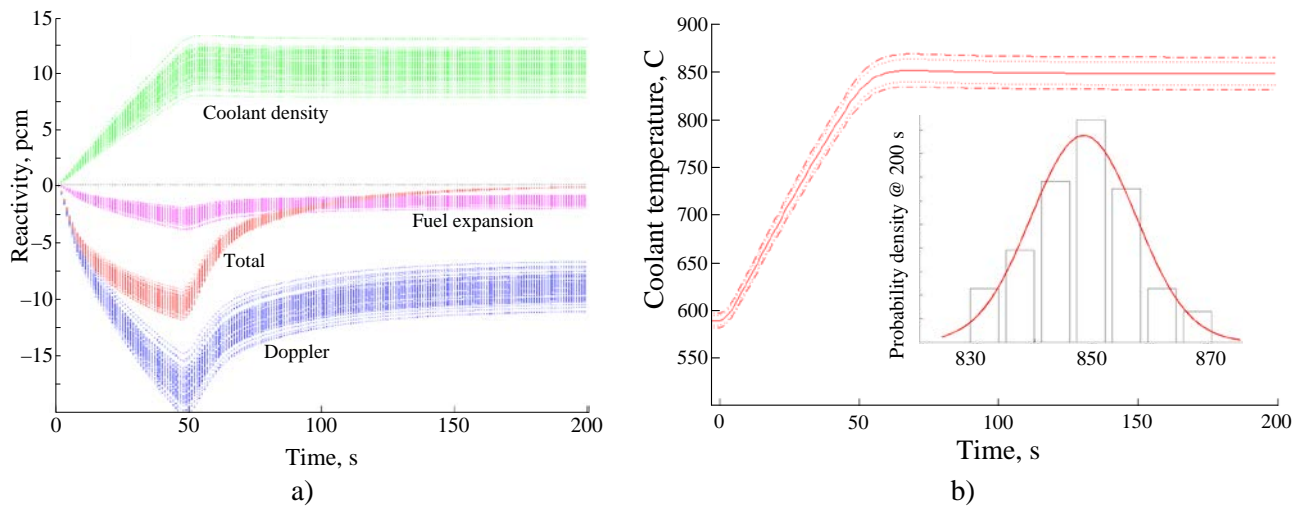 15
10
5
0
−5
−10
−15
0
50
100
150
200
Reactivity, pcm
Time, s
Coolant density
Fuel expansion
Total
Doppler
a)
900
850
800
750
700
650
600
550
0
50
100
150
200
Coolant temperature, C
Time, s
Probability density @ 200 s
830
850
870
b)